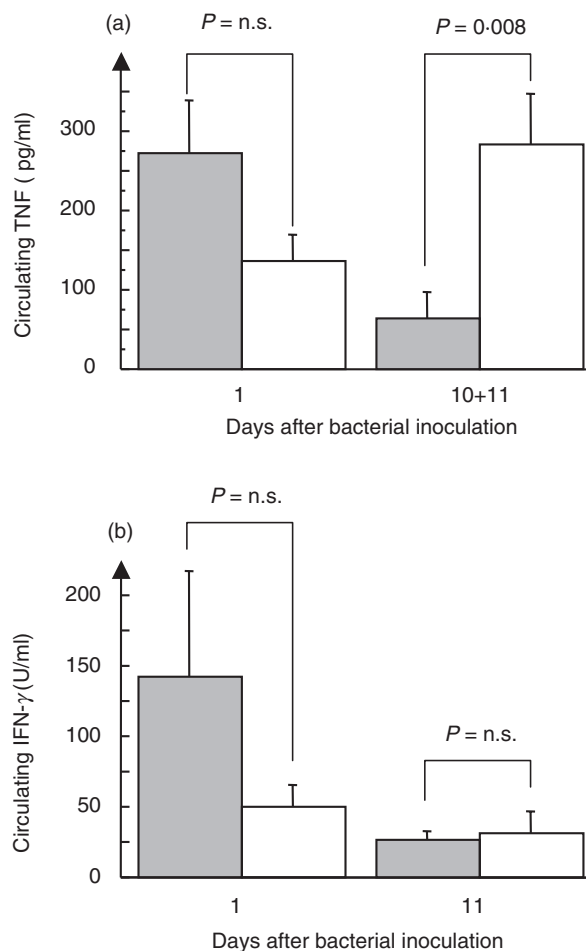 (a)
P = n.s.
P = 0·008
Circulating TNF ( pg/ml)
300
200
100
0
1
10+11
Days after bacterial inoculation
(b)
P = n.s.
P = n.s.
Circulating IFN-γ (U/ml)
200
150
100
50
0
1
11
Days after bacterial inoculation